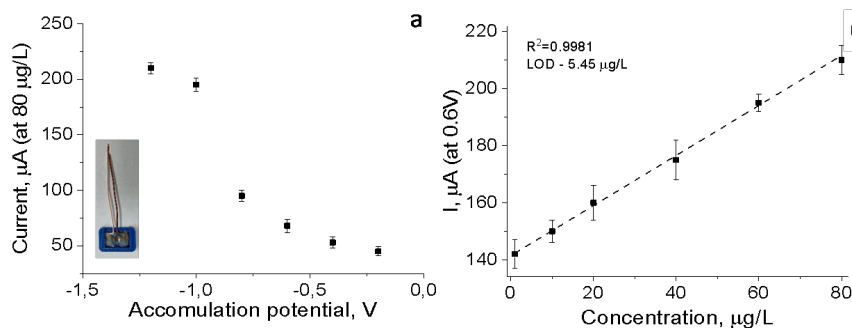 a
250
200
150
100
50
-1,5
-1,0
-0,5
0,0
Current, µA (at 80 µg/L)
Accomulation potential, V
R²=0.9981
LOD - 5.45 µg/L
220
200
180
160
140
0
20
40
60
80
I, µA (at 0.6V)
Concentration, µg/L